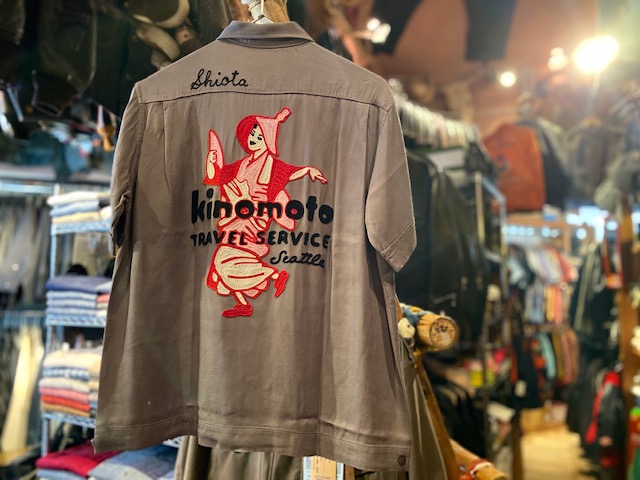 Shiota
kinomoto
TRAVEL SERVICE
Seattle